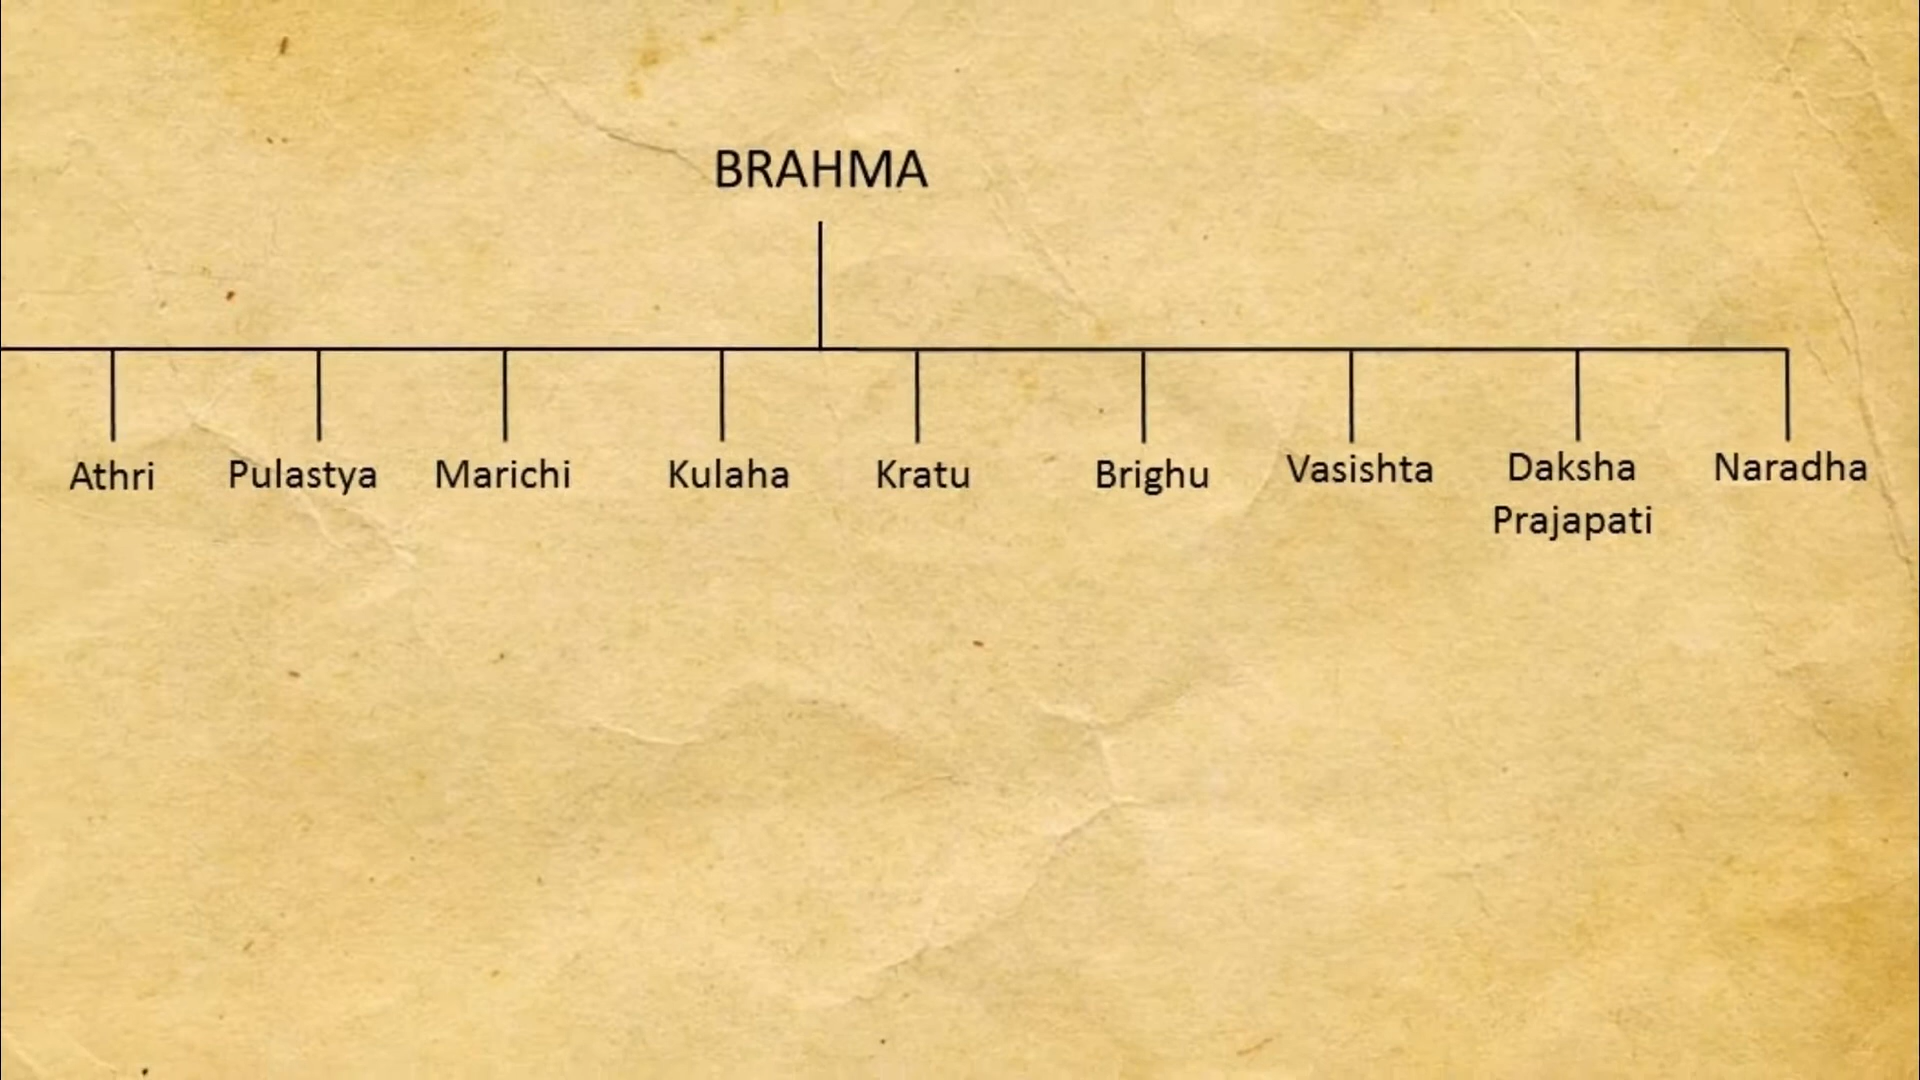 BRAHMA
Athri
Pulastya
Marichi
Kulaha
Kratu
Brighu
Vasishta
Daksha
Prajapati
Naradha